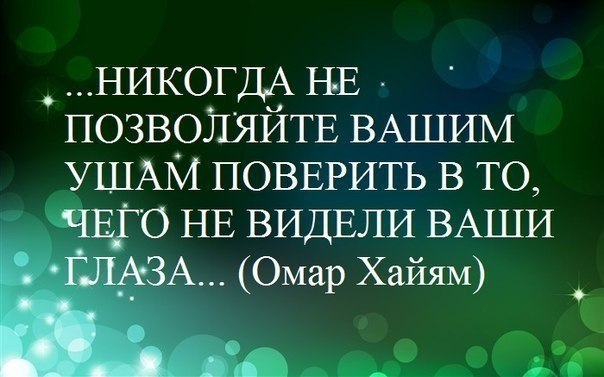 ...НИКОГДА НЕ
ПОЗВОЛЯЙТЕ ВАШИМ
УШАМ ПОВЕРИТЬ В ТО,
ЧЕГО НЕ ВИДЕЛИ ВАШИ
ГЛАЗА... (Омар Хайям)